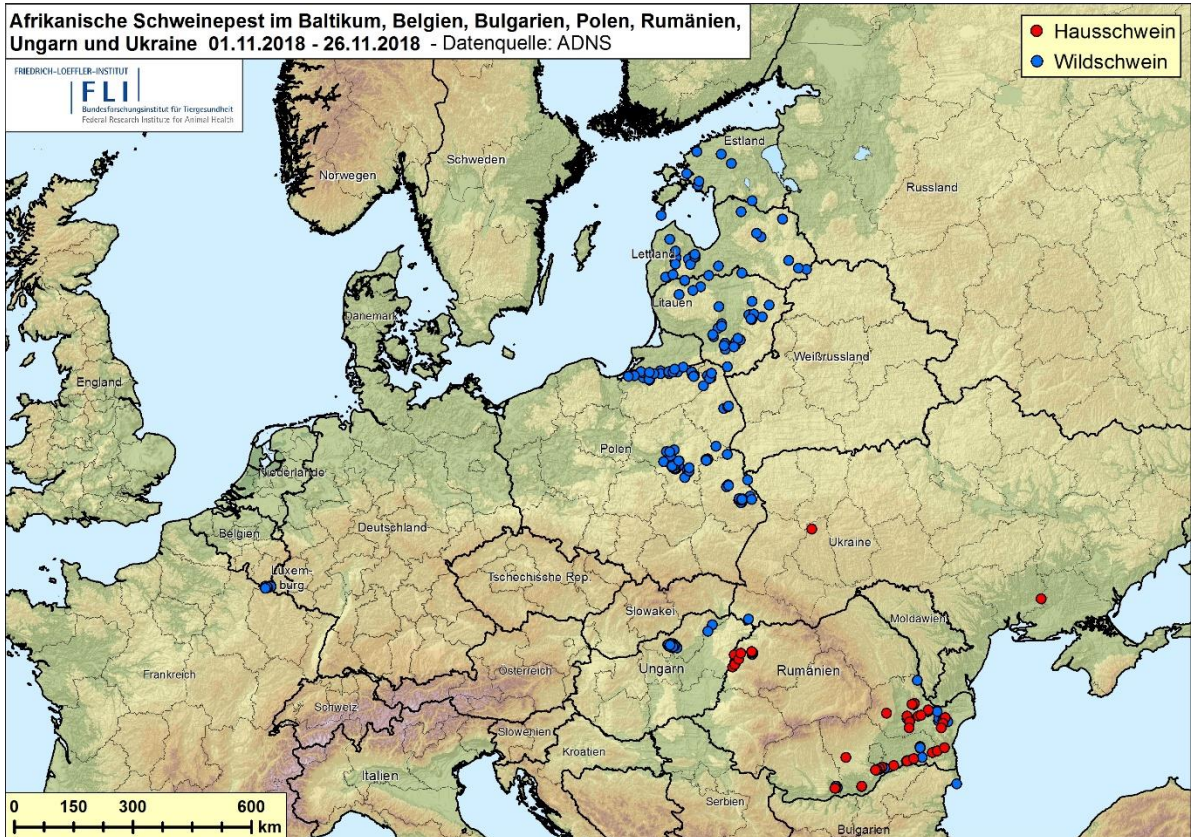 Afrikanische Schweinepest im Baltikum, Belgien, Bulgarien, Polen, Rumänien,
Ungarn und Ukraine 01.11.2018 - 26.11.2018 - Datenquelle: ADNS
FRIEDRICH-LOEFFLER-INSTITUT
FLI
Bundesforschungsinstitut für Tiergesundheit
Federal Research Institute for Animal Health
Hausschwein
Wildschwein
Estland
Schweden
Norwegen
Russland
Lettland
Litauen
Dänemark
Weißrussland
England
Polen
Niederlande
Deutschland
Belgien
Ukraine
Luxem-
burg.
Tschechische Rep.
Slowakei
Moldawien
Ungarn
Rumänien
Frankreich
Österreich
Schweiz
Slowenien
Kroatien
Italien
Serbien
Bulgarien
0 150 300 600
km